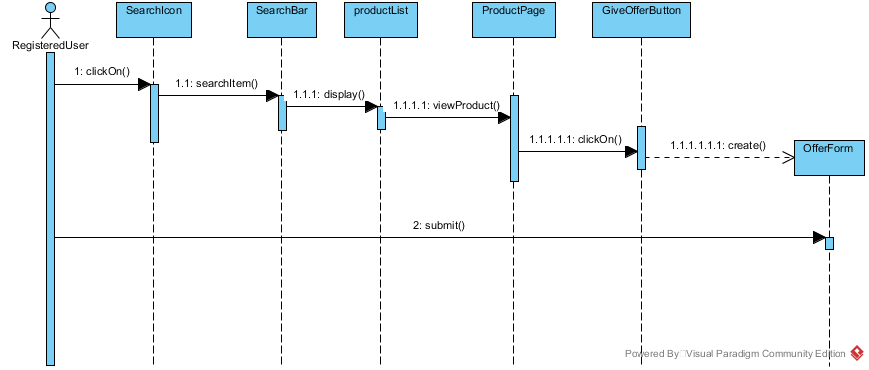 SearchIcon
SearchBar
productList
ProductPage
GiveOfferButton
RegisteredUser
1: clickOn()
1.1: searchItem()
1.1.1: display()
1.1.1.1: viewProduct()
1.1.1.1.1: clickOn()
1.1.1.1.1.1: create()
OfferForm
2: submit()
Powered By Visual Paradigm Community Edition